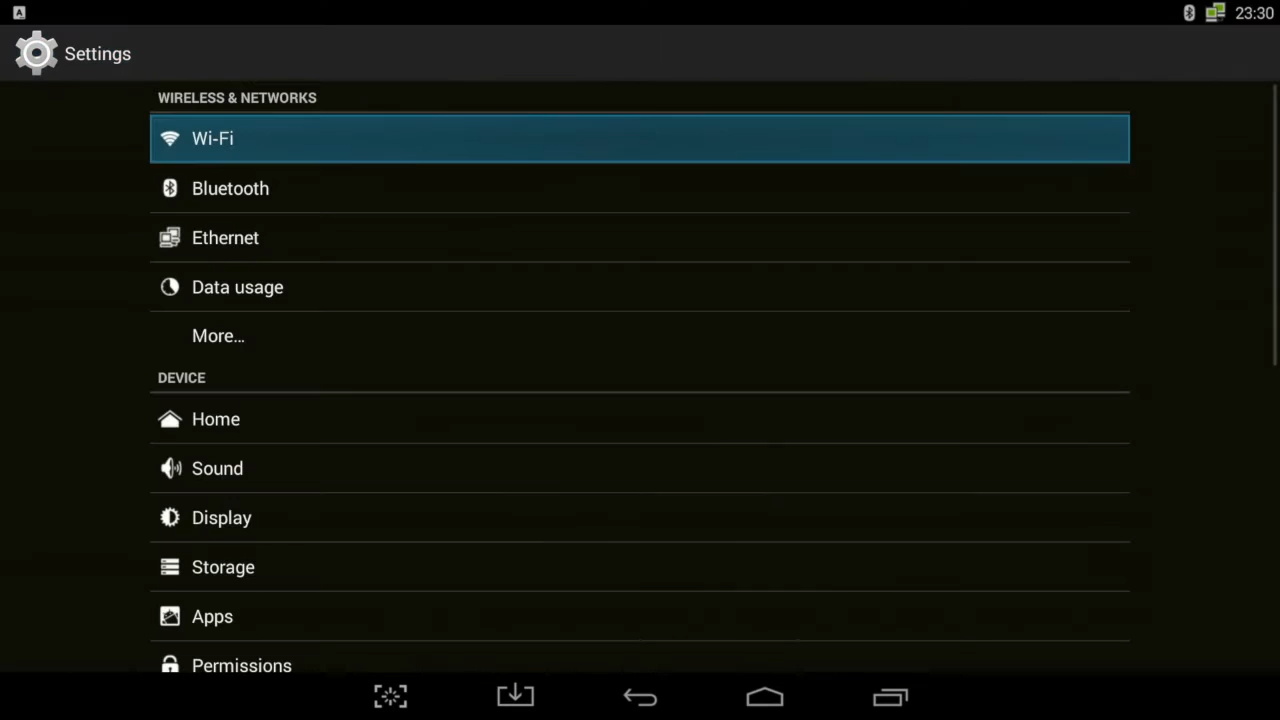 A
23:30
Settings
WIRELESS & NETWORKS
Wi-Fi
Bluetooth
Ethernet
Data usage
More...
DEVICE
Home
Sound
Display
Storage
Apps
Permissions